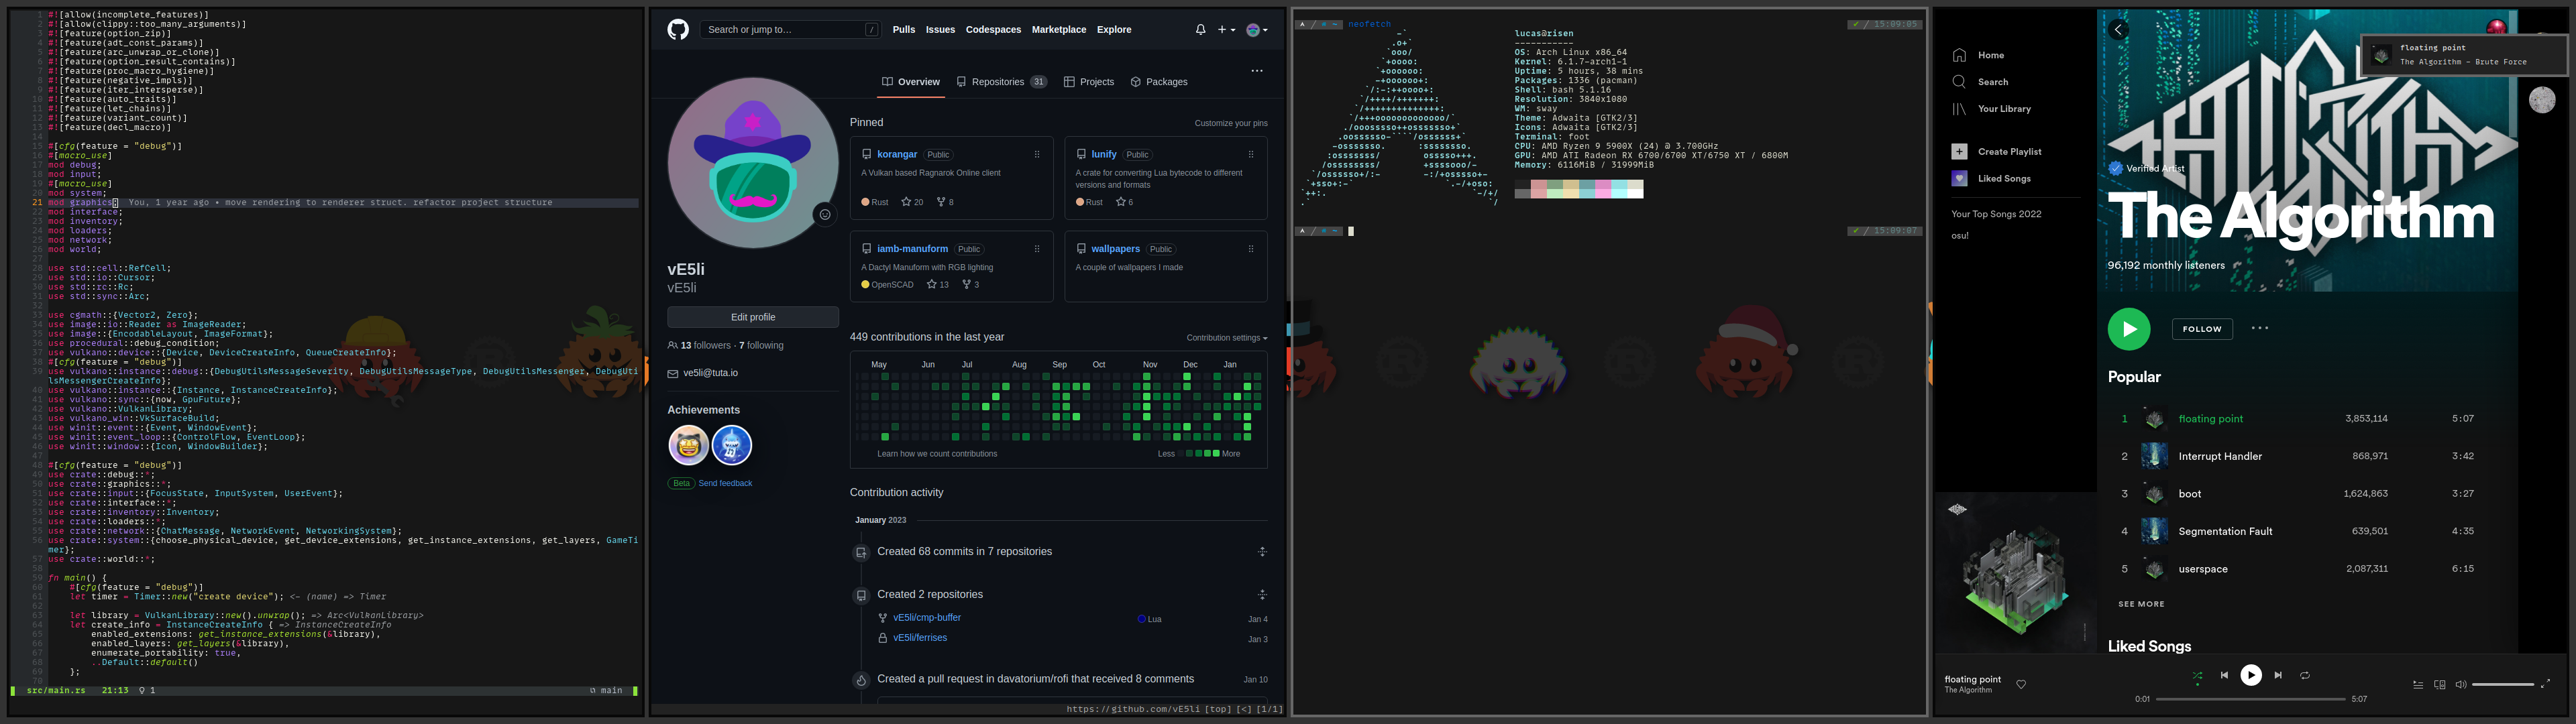 1 #![allow(incomplete_features)]
2 #![allow(clippy::too_many_arguments)]
3 #![feature(option_zip)]
4 #![feature(adt_const_params)]
5 #![feature(arc_unwrap_or_clone)]
6 #![feature(option_result_contains)]
7 #![feature(proc_macro_hygiene)]
8 #![feature(negative_impls)]
9 #![feature(iter_intersperse)]
10 #![feature(auto_traits)]
11 #![feature(let_chains)]
12 #![feature(variant_count)]
13 #![feature(decl_macro)]
14
15 #[cfg(feature = "debug")]
16 #[macro_use]
17 mod debug;
18 mod input;
19 #[macro_use]
20 mod system;
21 mod graphics; You, 1 year ago • move rendering to renderer struct. refactor project structure
22 mod interface;
23 mod inventory;
24 mod loaders;
25 mod network;
26 mod world;
27
28 use std::cell::RefCell;
29 use std::io::Cursor;
30 use std::rc::Rc;
31 use std::sync::Arc;
32
33 use cgmath::{Vector2, Zero};
34 use image::io::Reader as ImageReader;
35 use image::{EncodableLayout, ImageFormat};
36 use procedural::debug_condition;
37 use vulkano::device::{Device, DeviceCreateInfo, QueueCreateInfo};
38 #[cfg(feature = "debug")]
39 use vulkano::instance::debug::{DebugUtilsMessageSeverity, DebugUtilsMessageType, DebugUtilsMessenger, DebugUti
lsMessengerCreateInfo};
40 use vulkano::instance::{Instance, InstanceCreateInfo};
41 use vulkano::sync::{now, GpuFuture};
42 use vulkano::VulkanLibrary;
43 use vulkano_win::VkSurfaceBuild;
44 use winit::event::{Event, WindowEvent};
45 use winit::event_loop::{ControlFlow, EventLoop};
46 use winit::window::{Icon, WindowBuilder};
47
48 #[cfg(feature = "debug")]
49 use crate::debug::*;
50 use crate::graphics::*;
51 use crate::input::{FocusState, InputSystem, UserEvent};
52 use crate::interface::*;
53 use crate::inventory::Inventory;
54 use crate::loaders::*;
55 use crate::network::{ChatMessage, NetworkEvent, NetworkingSystem};
56 use crate::system::{choose_physical_device, get_device_extensions, get_instance_extensions, get_layers, GameTi
mer};
57 use crate::world::*;
58
59 fn main() {
60 #[cfg(feature = "debug")]
61 let timer = Timer::new("create device"); <- (name) => Timer
62
63 let library = VulkanLibrary::new().unwrap(); => Arc<VulkanLibrary>
64 let create_info = InstanceCreateInfo { => InstanceCreateInfo
65 enabled_extensions: get_instance_extensions(&library),
66 enabled_layers: get_layers(&library),
67 enumerate_portability: true,
68 ..Default::default()
69 };
70
src/main.rs 21:13 1 main
Search or jump to… /
Pulls Issues Codespaces Marketplace Explore
Overview Repositories 31 Projects Packages
vE5li
vE5li
Edit profile
13 followers · 7 following
ve5li@tuta.io
Achievements
Beta Send feedback
Pinned Customize your pins
korangar Public
A Vulkan based Ragnarok Online client
Rust 20 8
lunify Public
A crate for converting Lua bytecode to different
versions and formats
Rust 6
iamb-manuform Public
A Dactyl Manuform with RGB lighting
OpenSCAD 13 3
wallpapers Public
A couple of wallpapers I made
449 contributions in the last year Contribution settings
May Jun Jul Aug Sep Oct Nov Dec Jan
Learn how we count contributions Less More
Contribution activity
January 2023
Created 68 commits in 7 repositories
Created 2 repositories
vE5li/cmp-buffer Lua Jan 4
vE5li/ferrises Jan 3
Created a pull request in davatorium/rofi that received 8 comments Jan 10
https://github.com/vE5li [top] [<] [1/1]
/ ~ neofetch ✔ / 15:09:05
lucas@risen
-----------
OS: Arch Linux x86_64
Kernel: 6.1.7-arch1-1
Uptime: 5 hours, 38 mins
Packages: 1336 (pacman)
Shell: bash 5.1.16
Resolution: 3840x1080
WM: sway
Theme: Adwaita [GTK2/3]
Icons: Adwaita [GTK2/3]
Terminal: foot
CPU: AMD Ryzen 9 5900X (24) @ 3.700GHz
GPU: AMD ATI Radeon RX 6700/6700 XT/6750 XT / 6800M
Memory: 6116MiB / 31999MiB
/ ~ ✔ / 15:09:07
Home
Search
Your Library
Create Playlist
Liked Songs
Your Top Songs 2022
osu!
floating point
The Algorithm - Brute Force
Verified Artist
The Algorithm
96,192 monthly listeners
FOLLOW
Popular
1 floating point 3,853,114 5:07
2 Interrupt Handler 868,971 3:42
3 boot 1,624,863 3:27
4 Segmentation Fault 639,501 4:35
5 userspace 2,087,311 6:15
SEE MORE
Liked Songs
floating point
The Algorithm
0:01 5:07